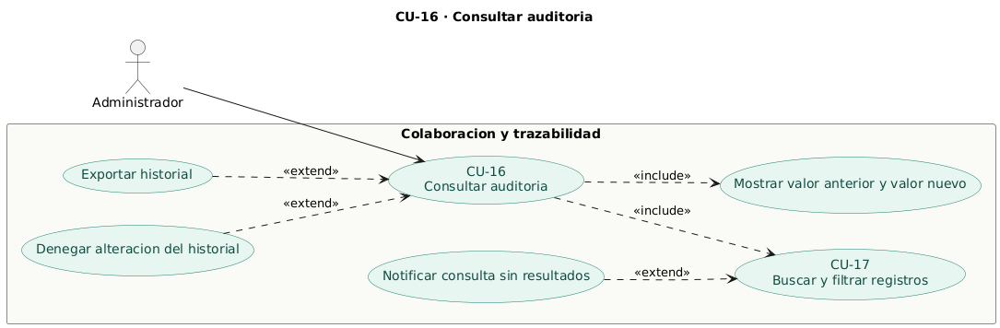 CU-16 · Consultar auditoria
Administrador
Colaboracion y trazabilidad
Exportar historial
«extend»
CU-16
Consultar auditoria
«include»
Mostrar valor anterior y valor nuevo
«extend»
«include»
Denegar alteracion del historial
CU-17
Buscar y filtrar registros
Notificar consulta sin resultados
«extend»